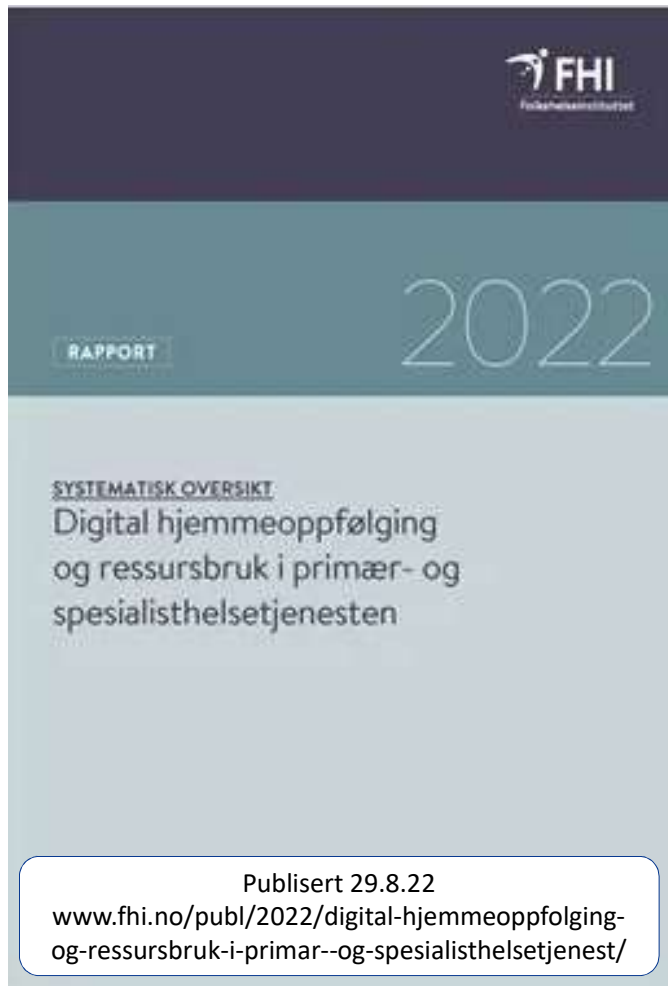 FHI
Folkehelseinstituttet
2022
RAPPORT
SYSTEMATISK OVERSIKT
Digital hjemmeoppfølging
og ressursbruk i primær- og
spesialisthelsetjenesten
Publisert 29.8.22
www.fhi.no/publ/2022/digital-hjemmeoppfolging-
og-ressursbruk-i-primar--og-spesialisthelsetjenest/